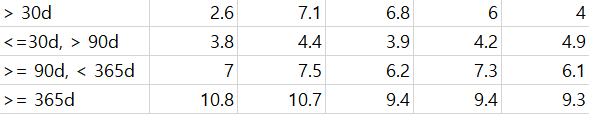 > 30d 2.6 7.1 6.8 6 4
<=30d, > 90d 3.8 4.4 3.9 4.2 4.9
>= 90d, < 365d 7 7.5 6.2 7.3 6.1
>= 365d 10.8 10.7 9.4 9.4 9.3